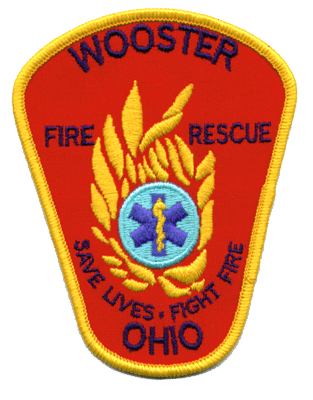 WOOSTER
FIRE RESCUE
SAVE LIVES · FIGHT FIRE
OHIO